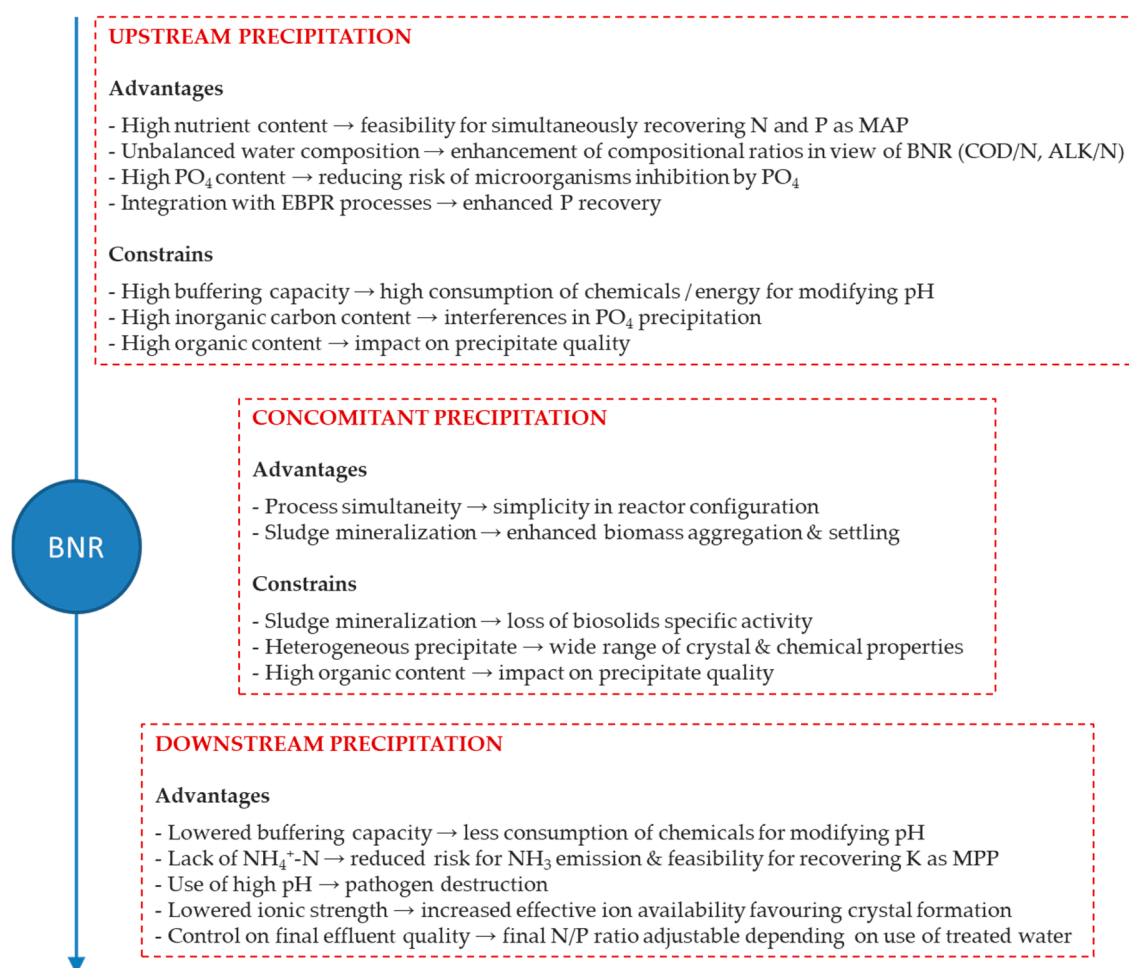 UPSTREAM PRECIPITATION
Advantages
- High nutrient content → feasibility for simultaneously recovering N and P as MAP
- Unbalanced water composition → enhancement of compositional ratios in view of BNR (COD/N, ALK/N)
- High PO₄ content → reducing risk of microorganisms inhibition by PO₄
- Integration with EBPR processes → enhanced P recovery
Constrains
- High buffering capacity → high consumption of chemicals / energy for modifying pH
- High inorganic carbon content → interferences in PO₄ precipitation
- High organic content → impact on precipitate quality
CONCOMITANT PRECIPITATION
Advantages
- Process simultaneity → simplicity in reactor configuration
- Sludge mineralization → enhanced biomass aggregation & settling
BNR
Constrains
- Sludge mineralization → loss of biosolids specific activity
- Heterogeneous precipitate → wide range of crystal & chemical properties
- High organic content → impact on precipitate quality
DOWNSTREAM PRECIPITATION
Advantages
- Lowered buffering capacity → less consumption of chemicals for modifying pH
- Lack of NH₄⁺-N → reduced risk for NH₃ emission & feasibility for recovering K as MPP
- Use of high pH → pathogen destruction
- Lowered ionic strength → increased effective ion availability favouring crystal formation
- Control on final effluent quality → final N/P ratio adjustable depending on use of treated water